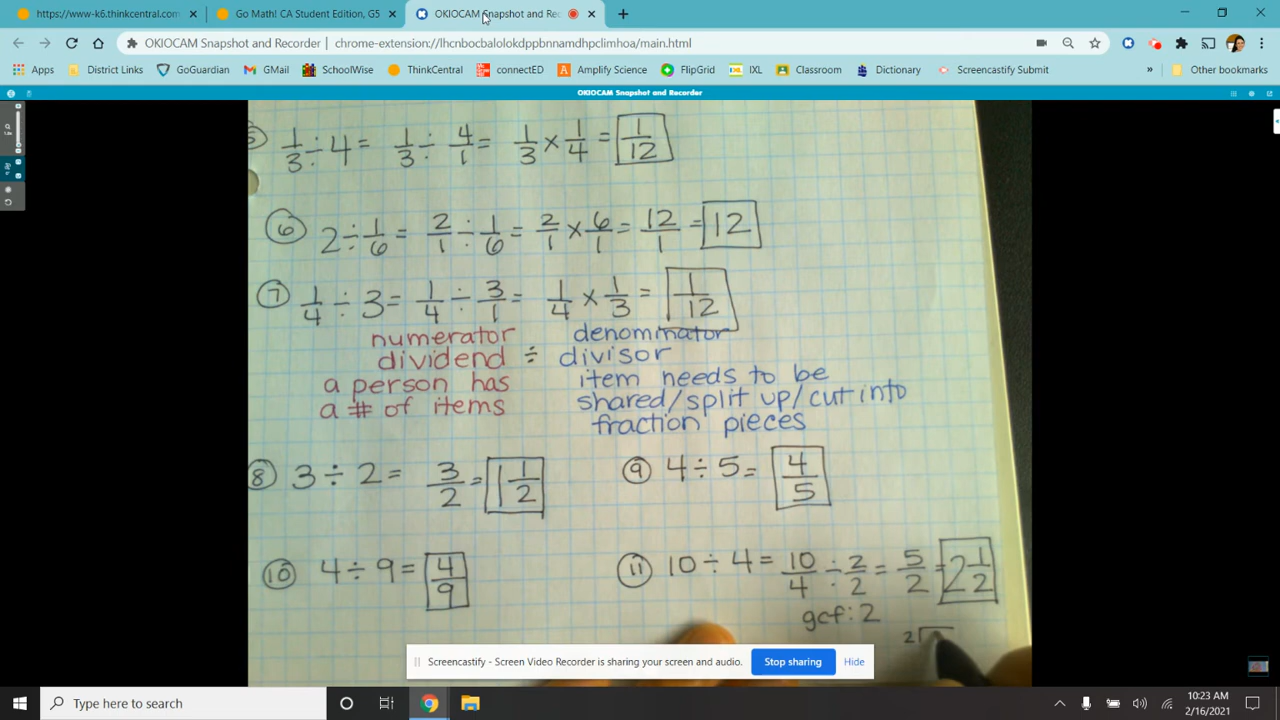 https://www-k6.thinkcentral.com
Go Math! CA Student Edition, G5
OKIOCAM Snapshot and Rec
OKIOCAM Snapshot and Recorder | chrome-extension://lhcnbocbalolokdppbnnamdhpclimhoa/main.html
Apps District Links GoGuardian GMail SchoolWise ThinkCentral connectED Amplify Science FlipGrid IXL Classroom Dictionary Screencastify Submit » Other bookmarks
OKIOCAM Snapshot and Recorder
5 1/3 ÷ 4 = 1/3 ÷ 4/1 = 1/3 × 1/4 = 1/12
6 2 ÷ 1/6 = 2/1 ÷ 1/6 = 2/1 × 6/1 = 12/1 = 12
7 1/4 ÷ 3 = 1/4 ÷ 3/1 = 1/4 × 1/3 = 1/12
numerator denominator
dividend ÷ divisor
a person has item needs to be
a # of items shared/split up/cut into
fraction pieces
8 3 ÷ 2 = 3/2 = 1 1/2 9 4 ÷ 5 = 4/5
10 4 ÷ 9 = 4/9 11 10 ÷ 4 = 10/4 ÷ 2/2 = 5/2 = 2 1/2
gcf: 2
2
Screencastify - Screen Video Recorder is sharing your screen and audio. Stop sharing Hide
Type here to search
10:23 AM
2/16/2021